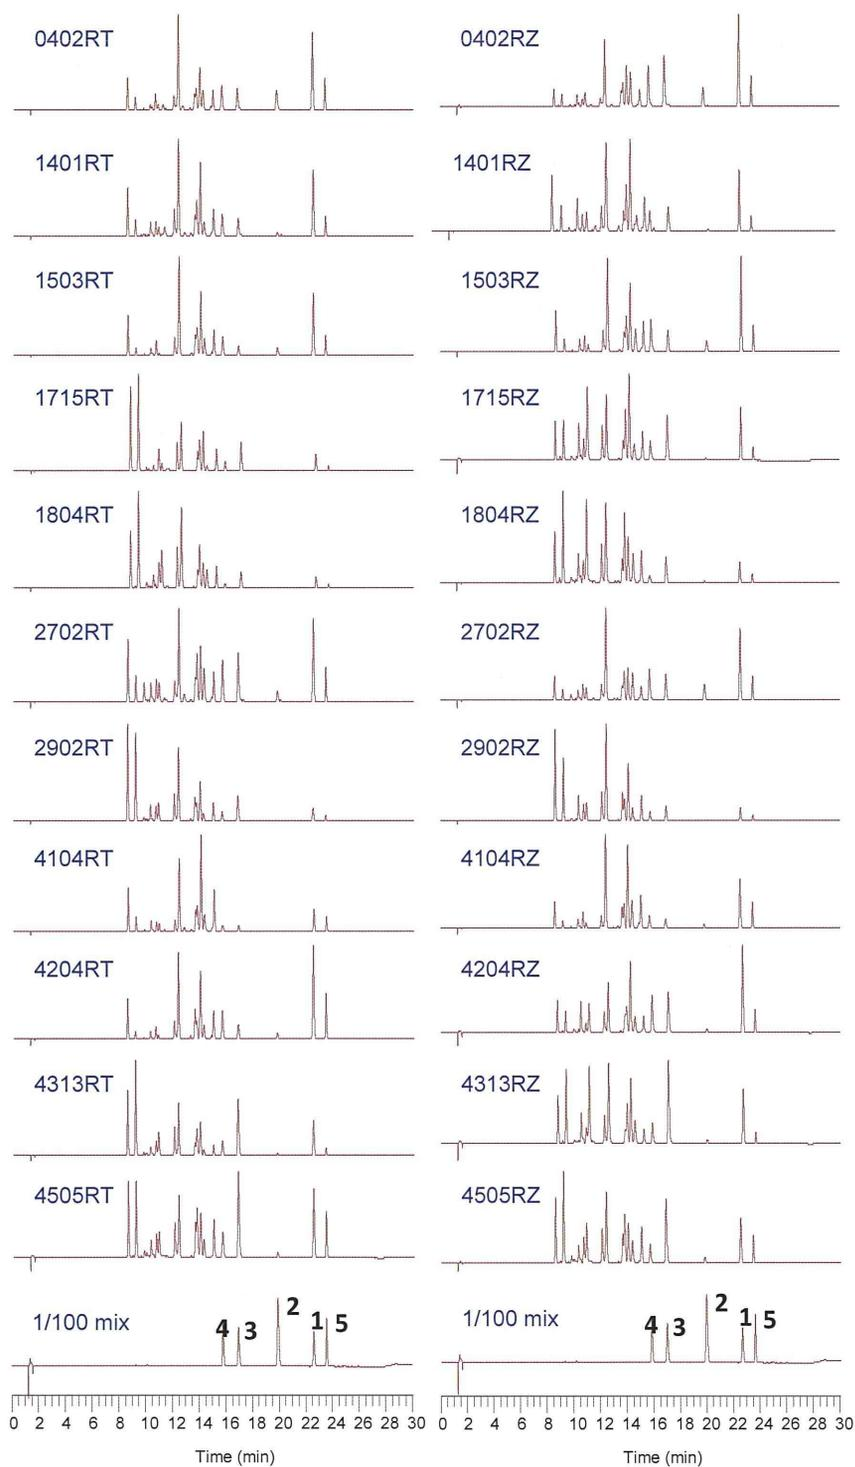 0402RT
0402RZ
1401RT
1401RZ
1503RT
1503RZ
1715RT
1715RZ
1804RT
1804RZ
2702RT
2702RZ
2902RT
2902RZ
4104RT
4104RZ
4204RT
4204RZ
4313RT
4313RZ
4505RT
4505RZ
1/100 mix 4 3 2 1 5
1/100 mix 4 3 2 1 5
0 2 4 6 8 10 12 14 16 18 20 22 24 26 28 30
0 2 4 6 8 10 12 14 16 18 20 22 24 26 28 30
Time (min)
Time (min)